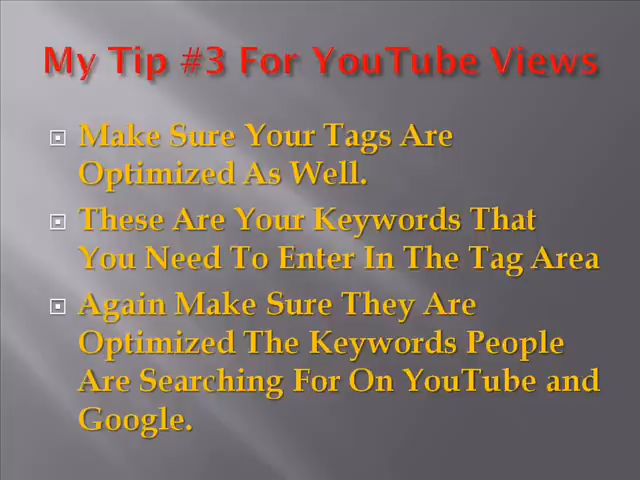 My Tip #3 For YouTube Views
Make Sure Your Tags Are
Optimized As Well.
These Are Your Keywords That
You Need To Enter In The Tag Area
Again Make Sure They Are
Optimized The Keywords People
Are Searching For On YouTube and
Google.